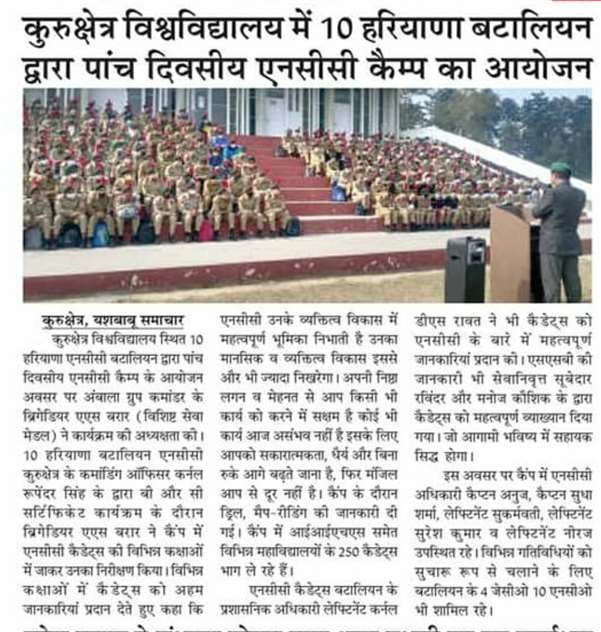 कुरुक्षेत्र विश्वविद्यालय में 10 हरियाणा बटालियन
द्वारा पांच दिवसीय एनसीसी कैम्प का आयोजन
कुरुक्षेत्र, यशबाबू समाचार
कुरुक्षेत्र विश्वविद्यालय स्थित 10
हरियाणा एनसीसी बटालियन द्वारा पांच
दिवसीय एनसीसी कैम्प के आयोजन
अवसर पर अंबाला ग्रुप कमांडर के
ब्रिगेडियर एएस बरार (विशिष्ट सेवा
मेडल) ने कार्यक्रम की अध्यक्षता की।
10 हरियाणा बटालियन एनसीसी
कुरुक्षेत्र के कमांडिंग ऑफिसर कर्नल
रूपेंदर सिंह के द्वारा बी और सी
सर्टिफिकेट कार्यक्रम के दौरान
ब्रिगेडियर एएस बरार ने कैंप में
एनसीसी कैडेट्स की विभिन्न कक्षाओं
में जाकर उनका निरीक्षण किया। विभिन्न
कक्षाओं में कैडेट्स को अहम
जानकारियां प्रदान देते हुए कहा कि
एनसीसी उनके व्यक्तित्व विकास में
महत्वपूर्ण भूमिका निभाती है उनका
मानसिक व व्यक्तित्व विकास इससे
और भी ज्यादा निखरेगा। अपनी निष्ठा
लगन व मेहनत से आप किसी भी
कार्य को करने में सक्षम है कोई भी
कार्य आज असंभव नहीं है इसके लिए
आपको सकारात्मकता, धैर्य और बिना
रुके आगे बढ़ते जाना है, फिर मंजिल
आप से दूर नहीं है। कैंप के दौरान
ड्रिल, मैप-रीडिंग की जानकारी दी
गई। कैंप में आईआईएचएस समेत
विभिन्न महाविद्यालयों के 250 कैडेट्स
भाग ले रहे हैं।
एनसीसी कैडेट्स बटालियन के
प्रशासनिक अधिकारी लेफ्टिनेंट कर्नल
डीएस रावत ने भी कैडेट्स को
एनसीसी के बारे में महत्वपूर्ण
जानकारियां प्रदान की। एसएसबी की
जानकारी भी सेवानिवृत्त सूबेदार
रविंदर और मनोज कौशिक के द्वारा
कैडेट्स को महत्वपूर्ण व्याख्यान दिया
गया। जो आगामी भविष्य में सहायक
सिद्ध होगा।
इस अवसर पर कैंप में एनसीसी
अधिकारी कैप्टन अनुज, कैप्टन सुधा
शर्मा, लेफ्टिनेंट सुकर्मवती, लेफ्टिनेंट
सुरेश कुमार व लेफ्टिनेंट नीरज
उपस्थित रहे। विभिन्न गतिविधियों को
सुचारू रूप से चलाने के लिए
बटालियन के 4 जेसीओ 10 एनसीओ
भी शामिल रहे।